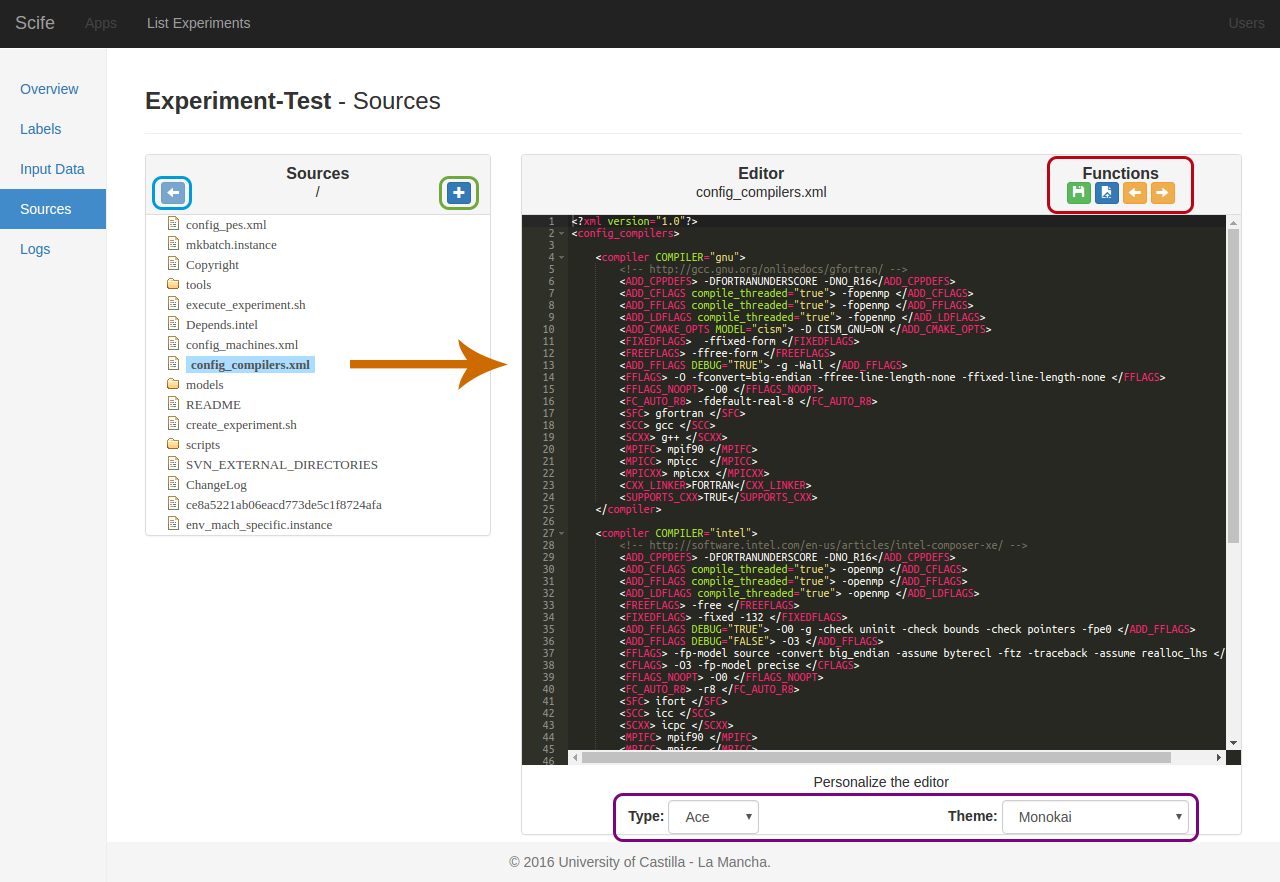 Scife Apps List Experiments Users
Overview
Labels
Input Data
Sources
Logs
Experiment-Test - Sources
Sources
/
config_pes.xml
mkbatch.instance
Copyright
tools
execute_experiment.sh
Depends.intel
config_machines.xml
config_compilers.xml
models
README
create_experiment.sh
scripts
SVN_EXTERNAL_DIRECTORIES
ChangeLog
ce8a5221ab06eacd773de5c1f8724afa
env_mach_specific.instance
Editor
config_compilers.xml
Functions
1 <?xml version="1.0"?>
2 <config_compilers>
3
4 <compiler COMPILER="gnu">
5 <!-- http://gcc.gnu.org/onlinedocs/gfortran/ -->
6 <ADD_CPPDEFS> -DFORTRANUNDERSCORE -DNO_R16</ADD_CPPDEFS>
7 <ADD_CFLAGS compile_threaded="true"> -fopenmp </ADD_CFLAGS>
8 <ADD_FFLAGS compile_threaded="true"> -fopenmp </ADD_FFLAGS>
9 <ADD_LDFLAGS compile_threaded="true"> -fopenmp </ADD_LDFLAGS>
10 <ADD_CMAKE_OPTS MODEL="cism"> -D CISM_GNU=ON </ADD_CMAKE_OPTS>
11 <FIXEDFLAGS>  -ffixed-form </FIXEDFLAGS>
12 <FREEFLAGS> -ffree-form </FREEFLAGS>
13 <ADD_FFLAGS DEBUG="TRUE"> -g -Wall </ADD_FFLAGS>
14 <FFLAGS> -O -fconvert=big-endian -ffree-line-length-none -ffixed-line-length-none </FFLAGS>
15 <FFLAGS_NOOPT> -O0 </FFLAGS_NOOPT>
16 <FC_AUTO_R8> -fdefault-real-8 </FC_AUTO_R8>
17 <SFC> gfortran </SFC>
18 <SCC> gcc </SCC>
19 <SCXX> g++ </SCXX>
20 <MPIFC> mpif90 </MPIFC>
21 <MPICC> mpicc  </MPICC>
22 <MPICXX> mpicxx </MPICXX>
23 <CXX_LINKER>FORTRAN</CXX_LINKER>
24 <SUPPORTS_CXX>TRUE</SUPPORTS_CXX>
25 </compiler>
26
27 <compiler COMPILER="intel">
28 <!-- http://software.intel.com/en-us/articles/intel-composer-xe/ -->
29 <ADD_CPPDEFS> -DFORTRANUNDERSCORE -DNO_R16</ADD_CPPDEFS>
30 <ADD_CFLAGS compile_threaded="true"> -openmp </ADD_CFLAGS>
31 <ADD_FFLAGS compile_threaded="true"> -openmp </ADD_FFLAGS>
32 <ADD_LDFLAGS compile_threaded="true"> -openmp </ADD_LDFLAGS>
33 <FREEFLAGS> -free </FREEFLAGS>
34 <FIXEDFLAGS> -fixed -132 </FIXEDFLAGS>
35 <ADD_FFLAGS DEBUG="TRUE"> -O0 -g -check uninit -check bounds -check pointers -fpe0 </ADD_FFLAGS>
36 <ADD_FFLAGS DEBUG="FALSE"> -O3 </ADD_FFLAGS>
37 <FFLAGS> -fp-model source -convert big_endian -assume byterecl -ftz -traceback -assume realloc_lhs </
38 <CFLAGS> -O3 -fp-model precise </CFLAGS>
39 <FFLAGS_NOOPT> -O0 </FFLAGS_NOOPT>
40 <FC_AUTO_R8> -r8 </FC_AUTO_R8>
41 <SFC> ifort </SFC>
42 <SCC> icc </SCC>
43 <SCXX> icpc </SCXX>
44 <MPIFC> mpif90 </MPIFC>
45 <MPICC> mpicc  </MPICC>
46
Personalize the editor
Type: Ace Theme: Monokai
© 2016 University of Castilla - La Mancha.